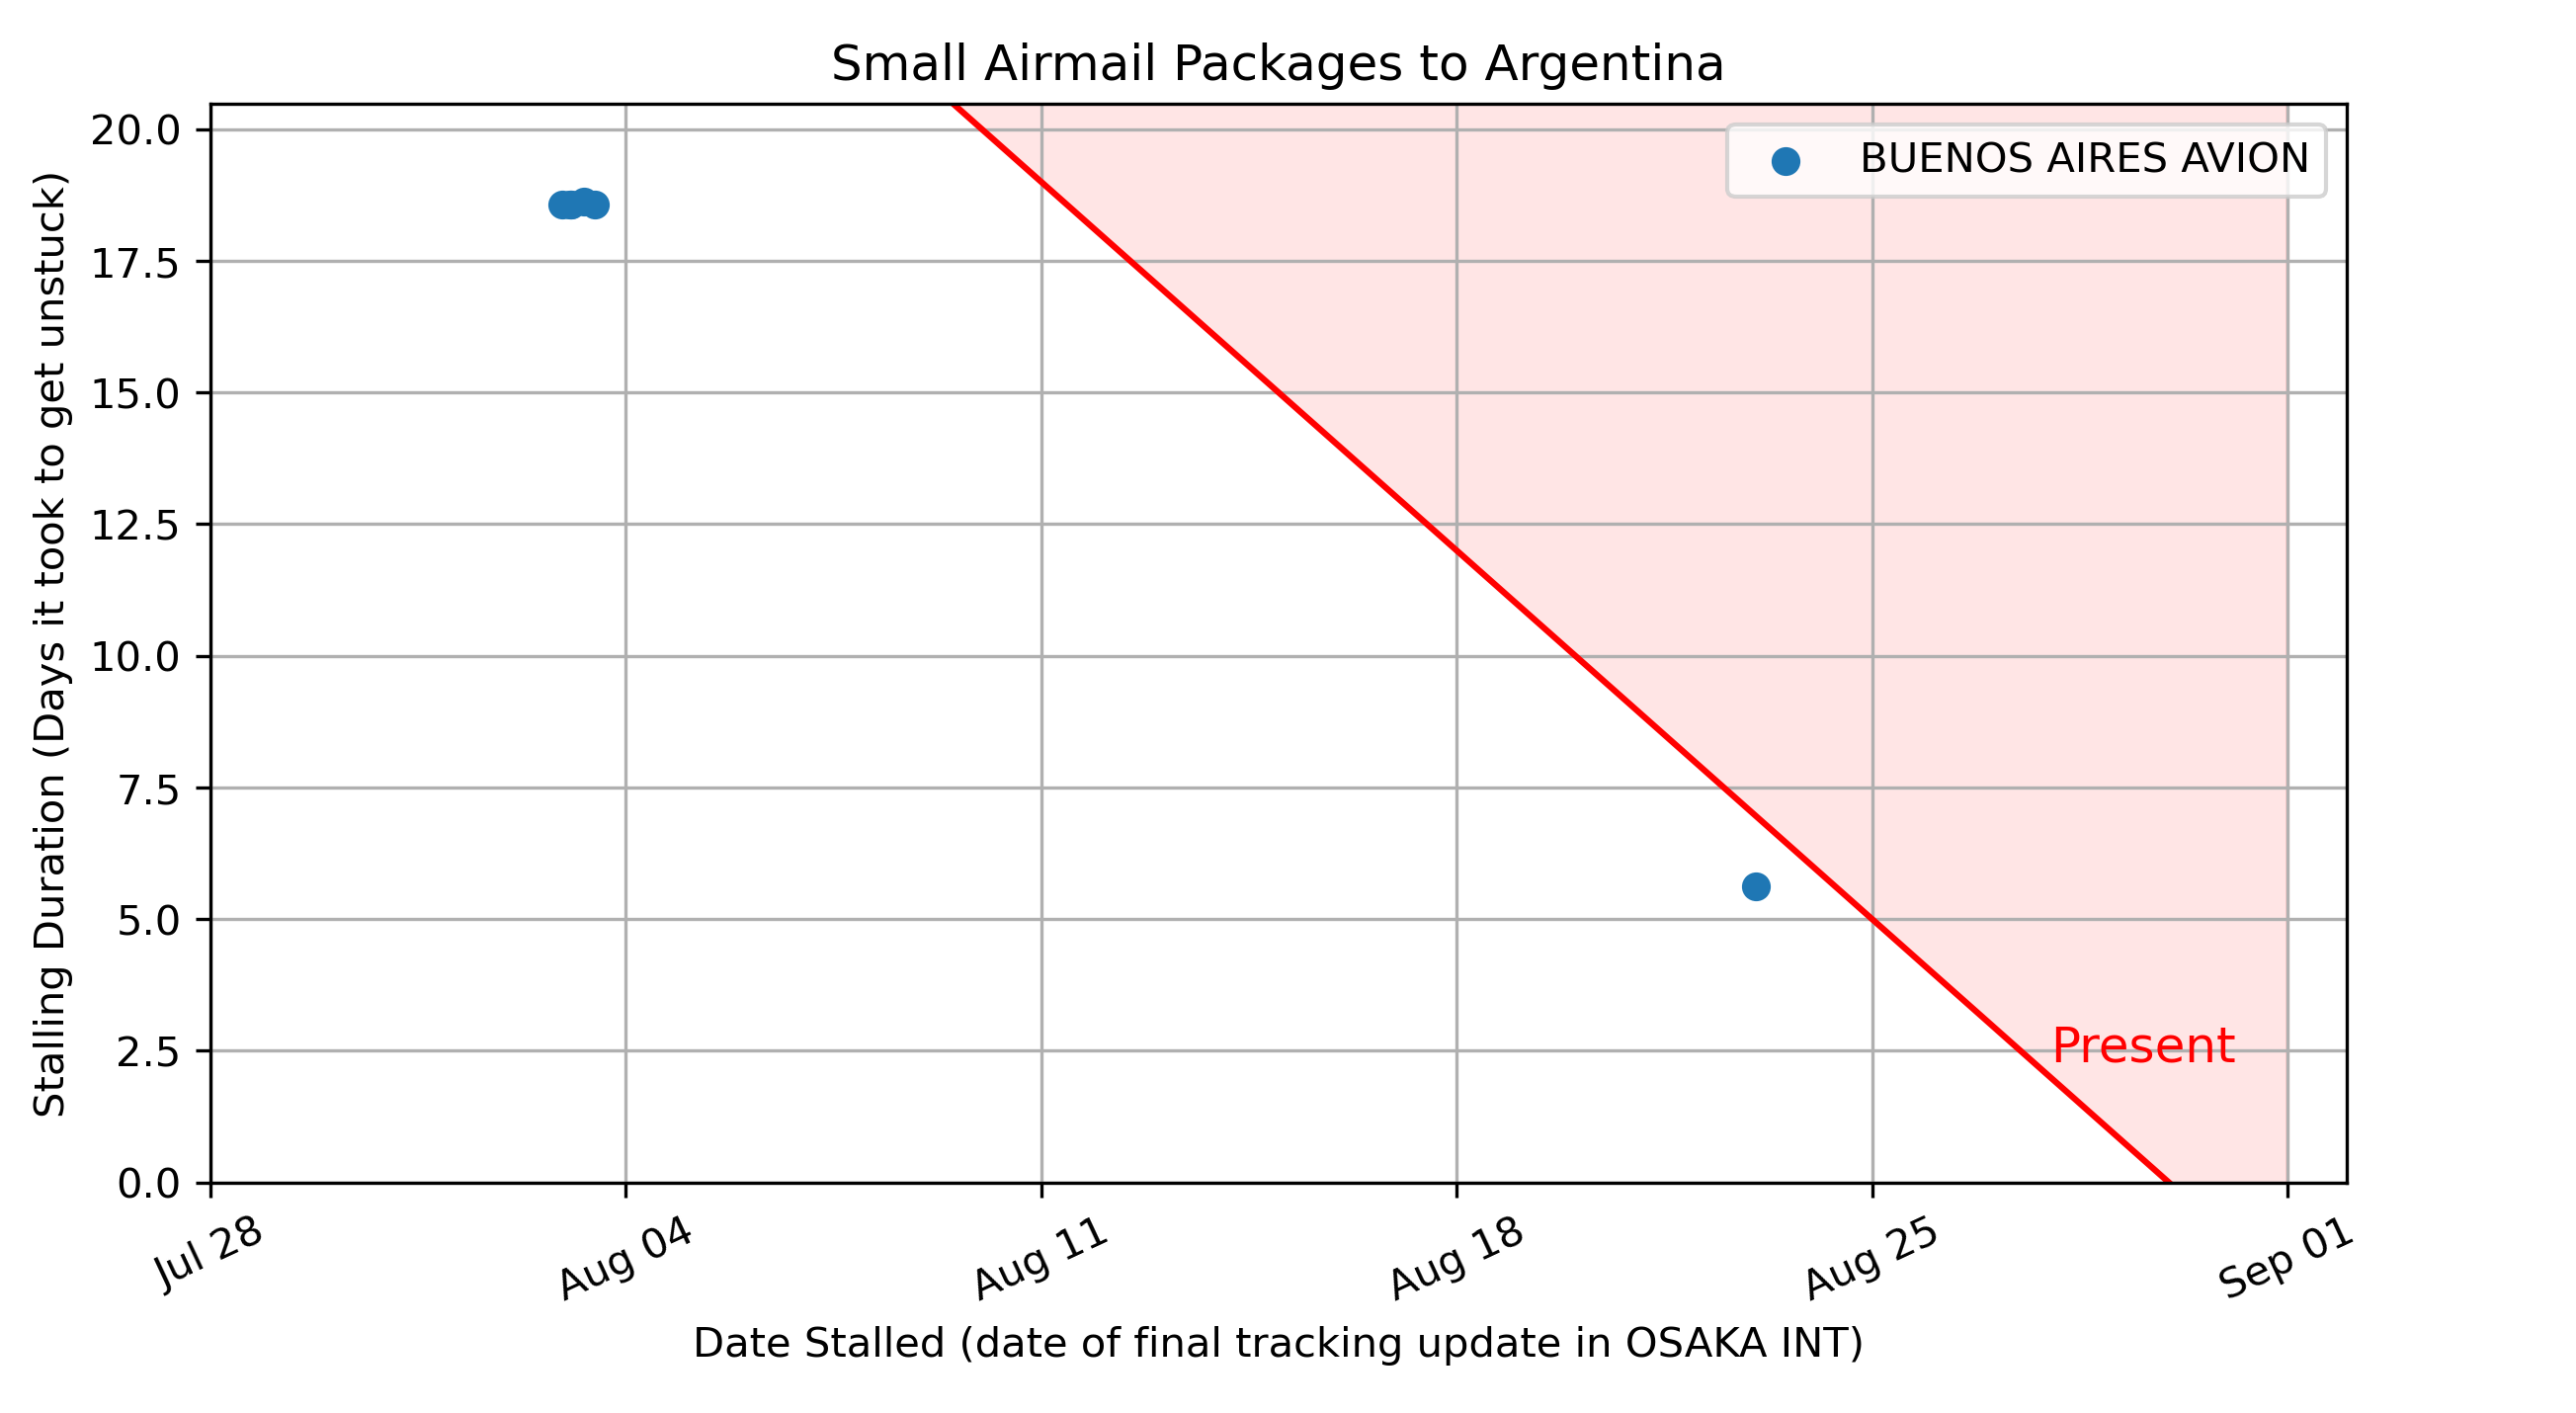 Small Airmail Packages to Argentina
BUENOS AIRES AVION
Stalling Duration (Days it took to get unstuck)
20.0
17.5
15.0
12.5
10.0
7.5
5.0
2.5
0.0
Present
Jul 28
Aug 04
Aug 11
Aug 18
Aug 25
Sep 01
Date Stalled (date of final tracking update in OSAKA INT)